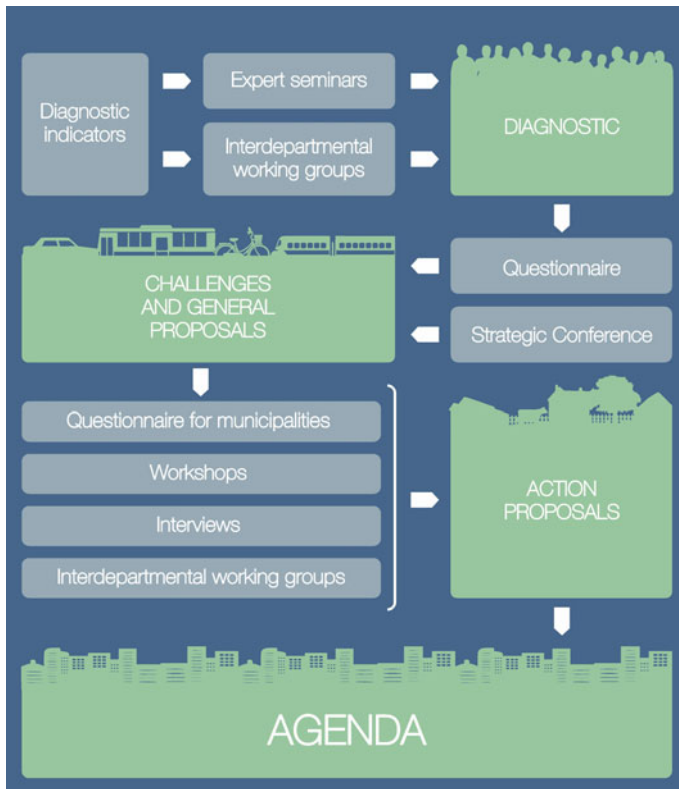 Diagnostic
indicators
Expert seminars
Interdepartmental
working groups
DIAGNOSTIC
Questionnaire
Strategic Conference
CHALLENGES
AND GENERAL
PROPOSALS
Questionnaire for municipalities
Workshops
Interviews
Interdepartmental working groups
ACTION
PROPOSALS
AGENDA